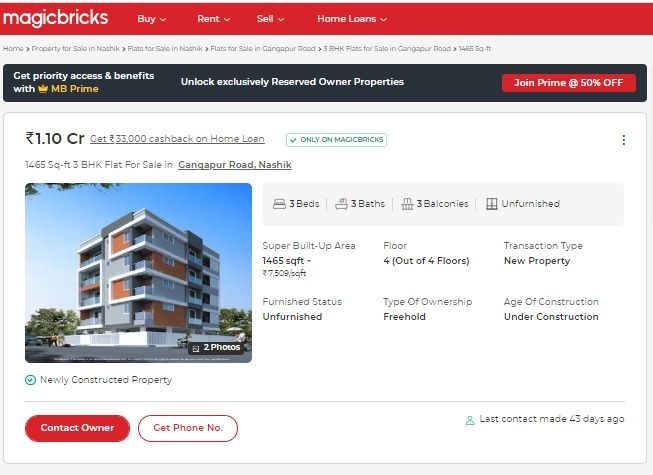 magicbricks
Buy Rent Sell Home Loans
Home > Property for Sale in Nashik > Flats for Sale in Nashik > Flats for Sale in Gangapur Road > 3 BHK Flats for Sale in Gangapur Road > 1465 Sq-ft
Get priority access & benefits
with MB Prime
Unlock exclusively Reserved Owner Properties
Join Prime @ 50% OFF
₹1.10 Cr Get ₹33,000 cashback on Home Loan ONLY ON MAGICBRICKS
1465 Sq-ft 3 BHK Flat For Sale in Gangapur Road, Nashik
3 Beds 3 Baths 3 Balconies Unfurnished
Super Built-Up Area Floor Transaction Type
1465 sqft - 4 (Out of 4 Floors) New Property
₹7,509/sqft
Furnished Status Type Of Ownership Age Of Construction
Unfurnished Freehold Under Construction
2 Photos
Newly Constructed Property
Contact Owner Get Phone No. Last contact made 43 days ago